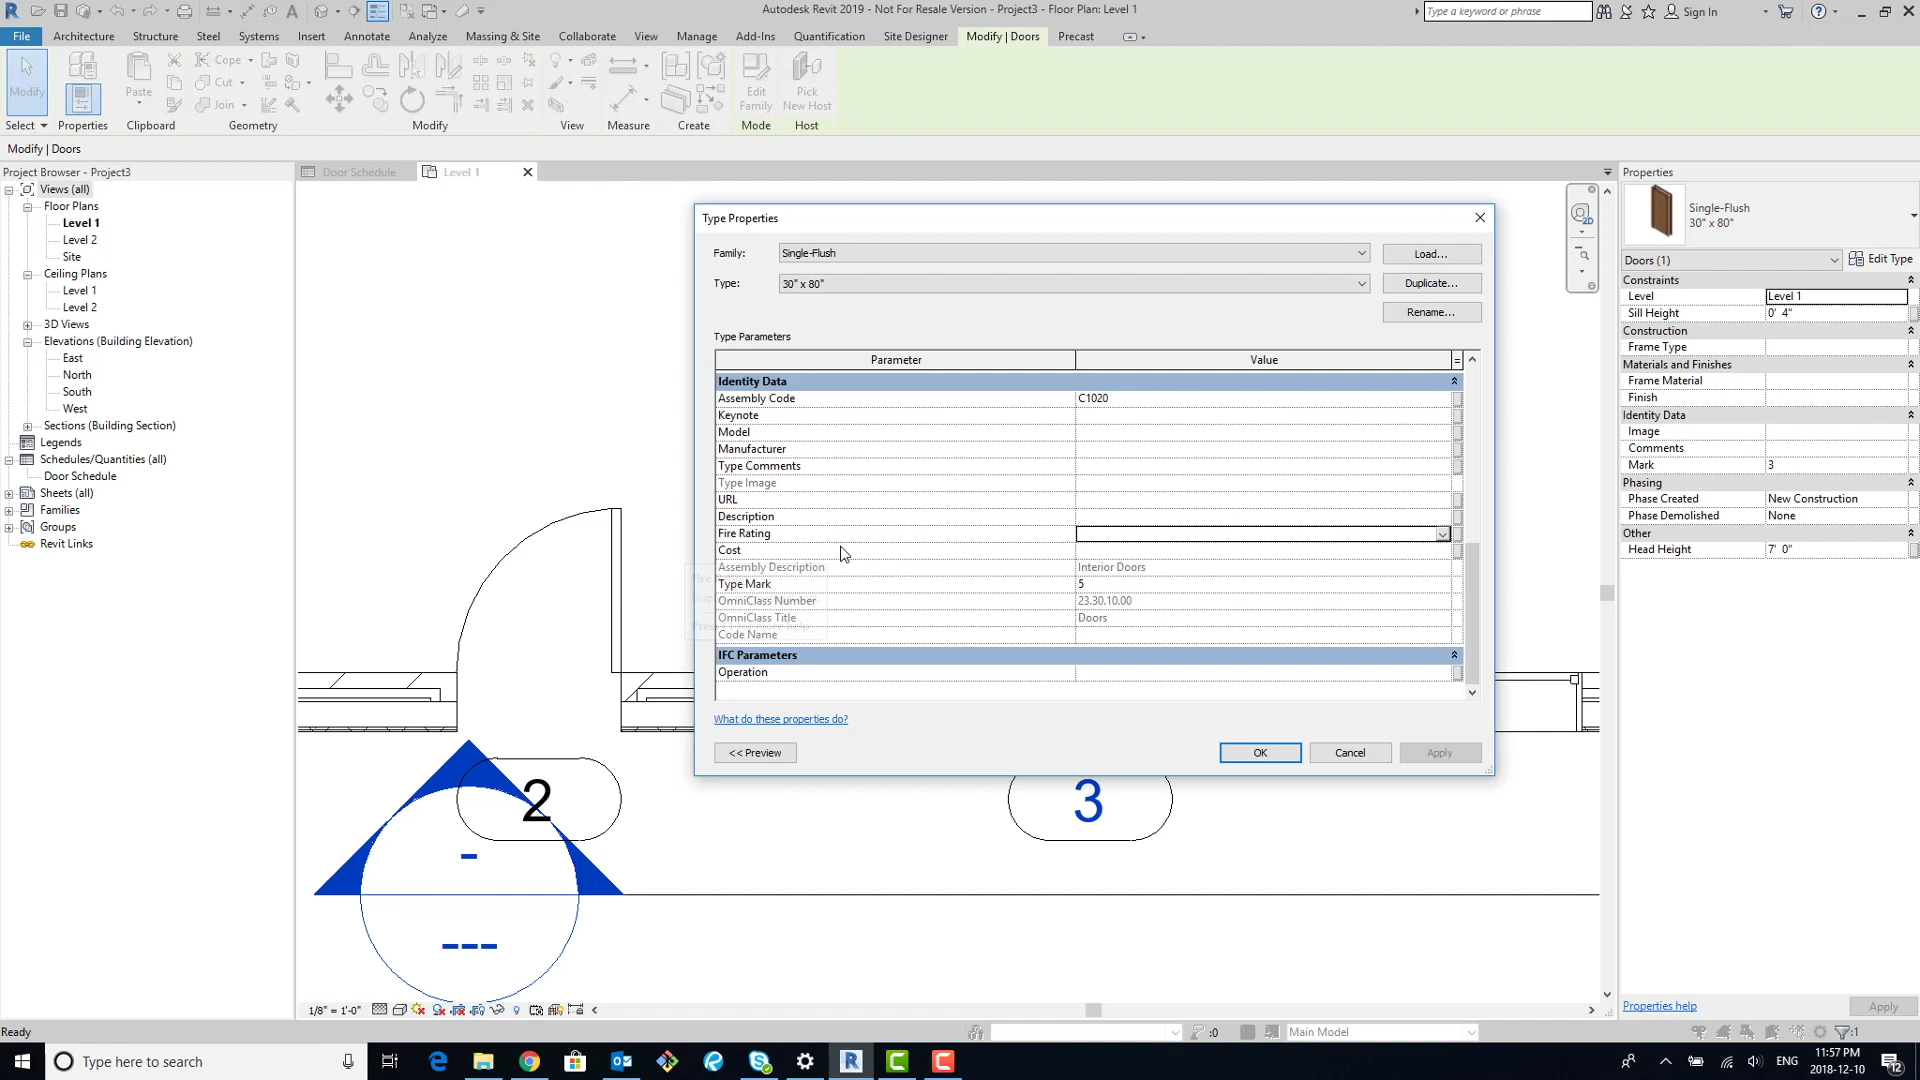 Autodesk Revit 2019 - Not For Resale Version - Project3 - Floor Plan: Level 1
Type a keyword or phrase
Sign In
File Architecture Structure Steel Systems Insert Annotate Analyze Massing & Site Collaborate View Manage Add-Ins Quantification Site Designer Modify | Doors Precast
Modify
Paste
Cope
Cut
Join
Edit Family
Pick New Host
Select Properties Clipboard Geometry Modify View Measure Create Mode Host
Modify | Doors
Project Browser - Project3
Views (all)
Floor Plans
Level 1
Level 2
Site
Ceiling Plans
Level 1
Level 2
3D Views
Elevations (Building Elevation)
East
North
South
West
Sections (Building Section)
Legends
Schedules/Quantities (all)
Door Schedule
Sheets (all)
Families
Groups
Revit Links
Door Schedule
Level 1
2
3
-
---
2D
Type Properties
Family: Single-Flush Load...
Type: 30" x 80" Duplicate...
Rename...
Type Parameters
Parameter Value =
Identity Data
Assembly Code C1020
Keynote
Model
Manufacturer
Type Comments
Type Image
URL
Description
Fire Rating
Cost
Assembly Description Interior Doors
Type Mark 5
OmniClass Number 23.30.10.00
OmniClass Title Doors
Code Name
IFC Parameters
Operation
What do these properties do?
<< Preview OK Cancel Apply
Properties
Single-Flush
30" x 80"
Doors (1) Edit Type
Constraints
Level Level 1
Sill Height 0' 4"
Construction
Frame Type
Materials and Finishes
Frame Material
Finish
Identity Data
Image
Comments
Mark 3
Phasing
Phase Created New Construction
Phase Demolished None
Other
Head Height 7' 0"
Properties help Apply
1/8" = 1'-0"
Ready
:0
Main Model
:1
Type here to search
ENG
11:57 PM
2018-12-10
12